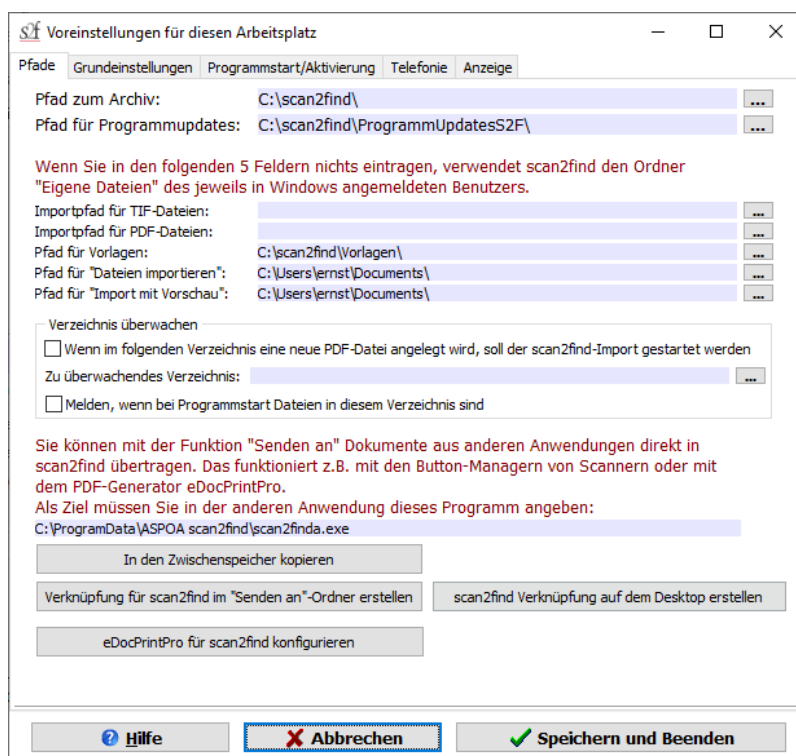 s2f Voreinstellungen für diesen Arbeitsplatz
Pfade Grundeinstellungen Programmstart/Aktivierung Telefonie Anzeige
Pfad zum Archiv: C:\scan2find\ ...
Pfad für Programmupdates: C:\scan2find\ProgrammUpdatesS2F\ ...
Wenn Sie in den folgenden 5 Feldern nichts eintragen, verwendet scan2find den Ordner
"Eigene Dateien" des jeweils in Windows angemeldeten Benutzers.
Importpfad für TIF-Dateien: ...
Importpfad für PDF-Dateien: ...
Pfad für Vorlagen: C:\scan2find\Vorlagen\ ...
Pfad für "Dateien importieren": C:\Users\ernst\Documents\ ...
Pfad für "Import mit Vorschau": C:\Users\ernst\Documents\ ...
Verzeichnis überwachen
Wenn im folgenden Verzeichnis eine neue PDF-Datei angelegt wird, soll der scan2find-Import gestartet werden
Zu überwachendes Verzeichnis: ...
Melden, wenn bei Programmstart Dateien in diesem Verzeichnis sind
Sie können mit der Funktion "Senden an" Dokumente aus anderen Anwendungen direkt in
scan2find übertragen. Das funktioniert z.B. mit den Button-Managern von Scannern oder mit
dem PDF-Generator eDocPrintPro.
Als Ziel müssen Sie in der anderen Anwendung dieses Programm angeben:
C:\ProgramData\ASPOA scan2find\scan2finda.exe
In den Zwischenspeicher kopieren
Verknüpfung für scan2find im "Senden an"-Ordner erstellen scan2find Verknüpfung auf dem Desktop erstellen
eDocPrintPro für scan2find konfigurieren
Hilfe Abbrechen Speichern und Beenden